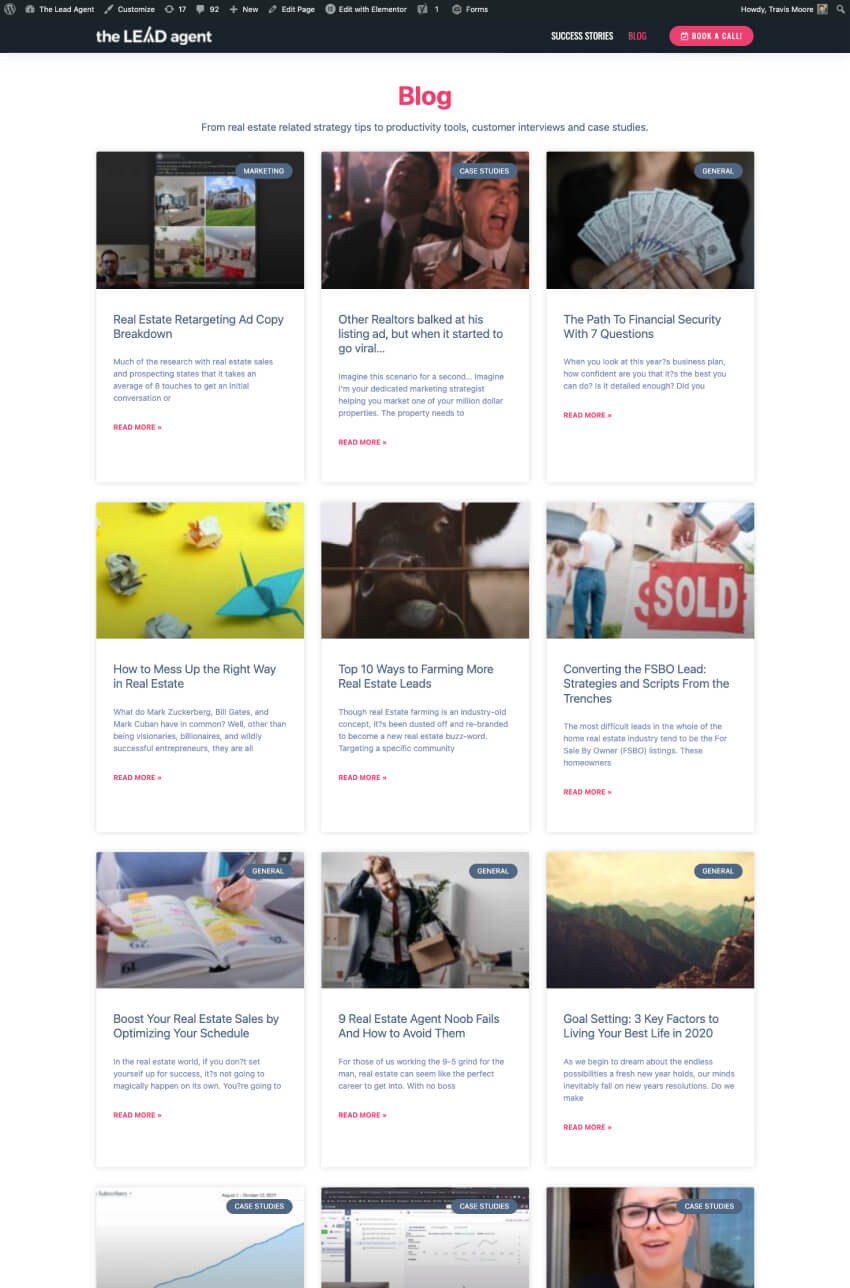 The Lead Agent Customize 17 92 New Edit Page Edit with Elementor 1 Forms Howdy, Travis Moore
the LEAD agent SUCCESS STORIES BLOG BOOK A CALL!
Blog
From real estate related strategy tips to productivity tools, customer interviews and case studies.
MARKETING
Real Estate Retargeting Ad Copy
Breakdown
Much of the research with real estate sales
and prospecting states that it takes an
average of 8 touches to get an initial
conversation or
READ MORE »
CASE STUDIES
Other Realtors balked at his
listing ad, but when it started to
go viral...
Imagine this scenario for a second... Imagine
I'm your dedicated marketing strategist
helping you market one of your million dollar
properties. The property needs to
READ MORE »
GENERAL
The Path To Financial Security
With 7 Questions
When you look at this year?s business plan,
how confident are you that it?s the best you
can do? Is it detailed enough? Did you
READ MORE »
How to Mess Up the Right Way
in Real Estate
What do Mark Zuckerberg, Bill Gates, and
Mark Cuban have in common? Well, other than
being visionaries, billionaires, and wildly
successful entrepreneurs, they are all
READ MORE »
Top 10 Ways to Farming More
Real Estate Leads
Though real Estate farming is an industry-old
concept, it?s been dusted off and re-branded
to become a new real estate buzz-word.
Targeting a specific community
READ MORE »
SOLD
Converting the FSBO Lead:
Strategies and Scripts From the
Trenches
The most difficult leads in the whole of the
home real estate industry tend to be the For
Sale By Owner (FSBO) listings. These
homeowners
READ MORE »
GENERAL
Boost Your Real Estate Sales by
Optimizing Your Schedule
In the real estate world, if you don?t set
yourself up for success, it?s not going to
magically happen on its own. You?re going to
READ MORE »
GENERAL
9 Real Estate Agent Noob Fails
And How to Avoid Them
For those of us working the 9-5 grind for the
man, real estate can seem like the perfect
career to get into. With no boss
READ MORE »
GENERAL
Goal Setting: 3 Key Factors to
Living Your Best Life in 2020
As we begin to dream about the endless
possibilities a fresh new year holds, our minds
inevitably fall on new years resolutions. Do we
make
READ MORE »
Subscribers
CASE STUDIES
CASE STUDIES
CASE STUDIES